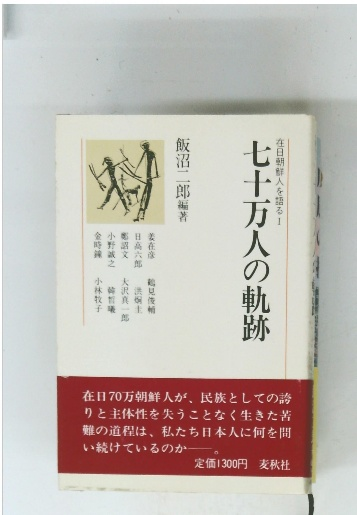 在日朝鮮人を語るⅠ
七十万人の軌跡
飯沼二郎編著
姜在彦
鶴見俊輔
日高六郎
洪炯圭
鄭詔文
大沢真一郎
小野誠之
韓晳曦
金時鐘
小林牧子
在日70万朝鮮人が、民族としての誇
りと主体性を失うことなく生きた苦
難の道程は、私たち日本人に何を問
い続けているのか――。
定価1300円 麦秋社